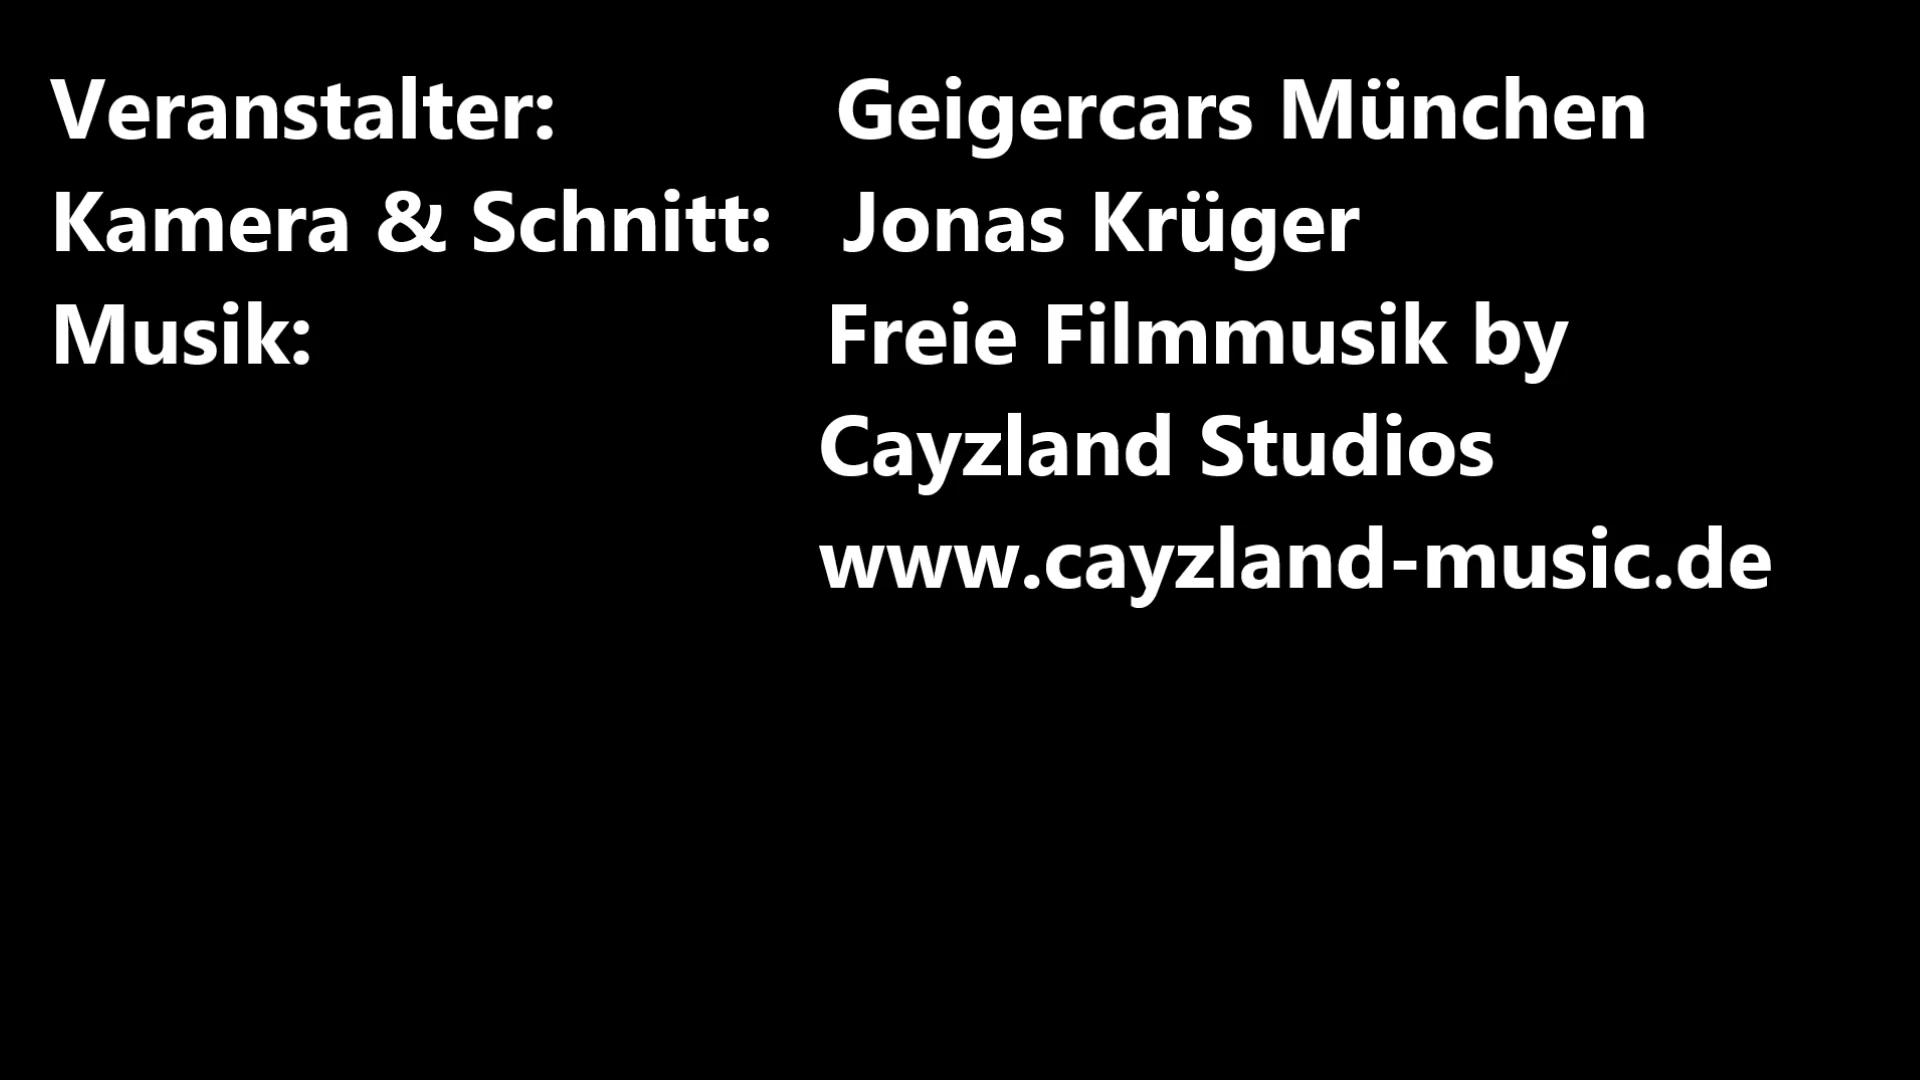 Veranstalter: Geigercars München
Kamera & Schnitt: Jonas Krüger
Musik: Freie Filmmusik by
Cayzland Studios
www.cayzland-music.de